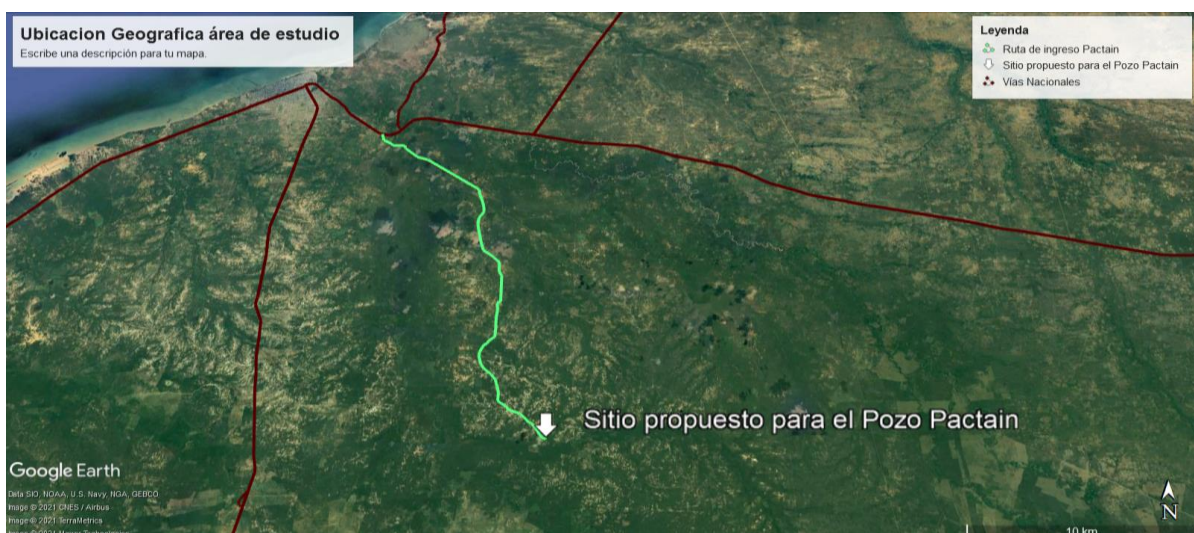 Ubicacion Geografica área de estudio
Escribe una descripción para tu mapa.
Leyenda
Ruta de ingreso Pactain
Sitio propuesto para el Pozo Pactain
Vías Nacionales
Sitio propuesto para el Pozo Pactain
Google Earth
Data SIO, NOAA, U.S. Navy, NGA, GEBCO
Image © 2021 CNES / Airbus
Image © 2021 TerraMetrics
N
10 km